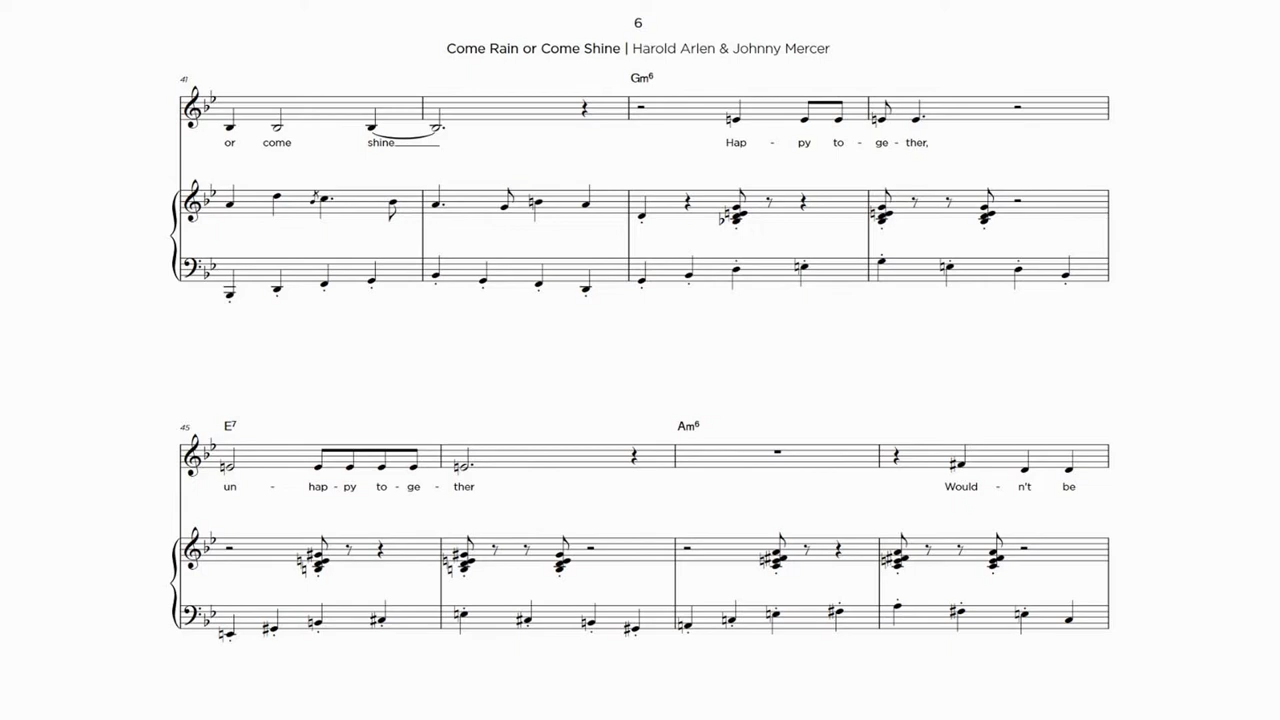 6
Come Rain or Come Shine | Harold Arlen & Johnny Mercer
41
Gm6
or come shine
Hap - py to - ge - ther,
45
E7
Am6
un - hap - py to - ge - ther
Would - n't be